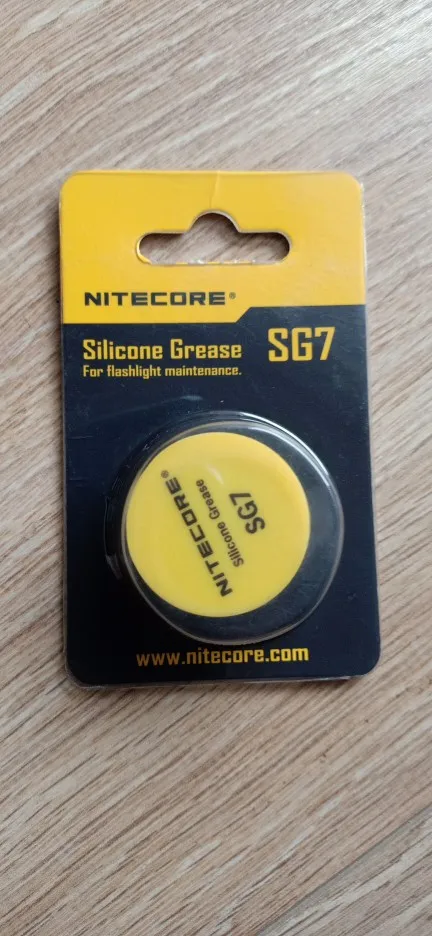 NITECORE®
Silicone Grease SG7
For flashlight maintenance.
NITECORE®
Silicone Grease
SG7
www.nitecore.com